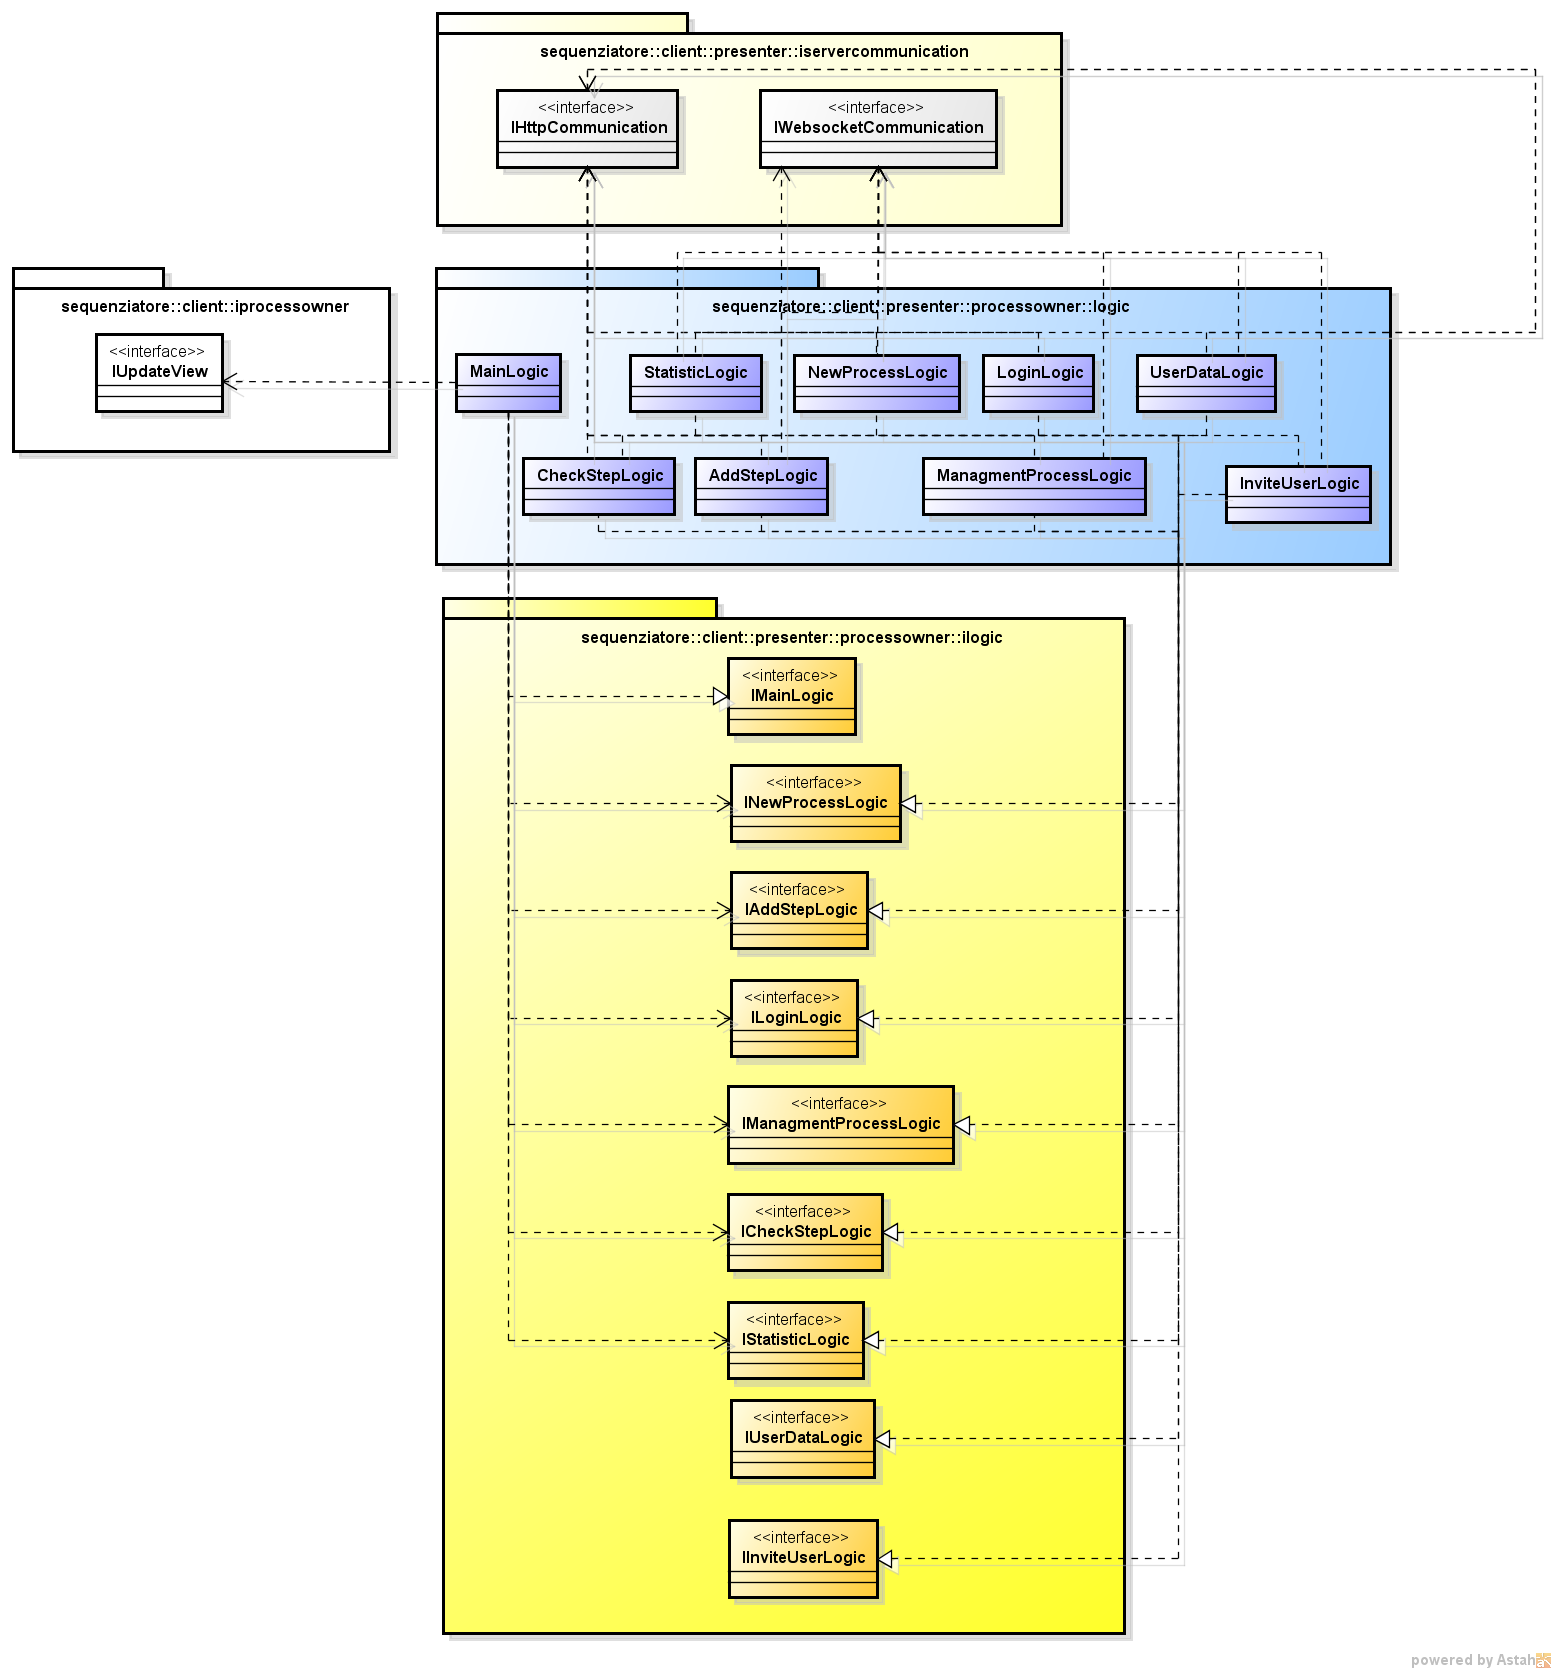 sequenziatore::client::presenter::iservercommunication
<<interface>>
IHttpCommunication
<<interface>>
IWebsocketCommunication
sequenziatore::client::iprocessowner
<<interface>>
IUpdateView
sequenziatore::client::presenter::processowner::logic
MainLogic
StatisticLogic
NewProcessLogic
LoginLogic
UserDataLogic
CheckStepLogic
AddStepLogic
ManagmentProcessLogic
InviteUserLogic
sequenziatore::client::presenter::processowner::ilogic
<<interface>>
IMainLogic
<<interface>>
INewProcessLogic
<<interface>>
IAddStepLogic
<<interface>>
ILoginLogic
<<interface>>
IManagmentProcessLogic
<<interface>>
ICheckStepLogic
<<interface>>
IStatisticLogic
<<interface>>
IUserDataLogic
<<interface>>
IInviteUserLogic
powered by Astah